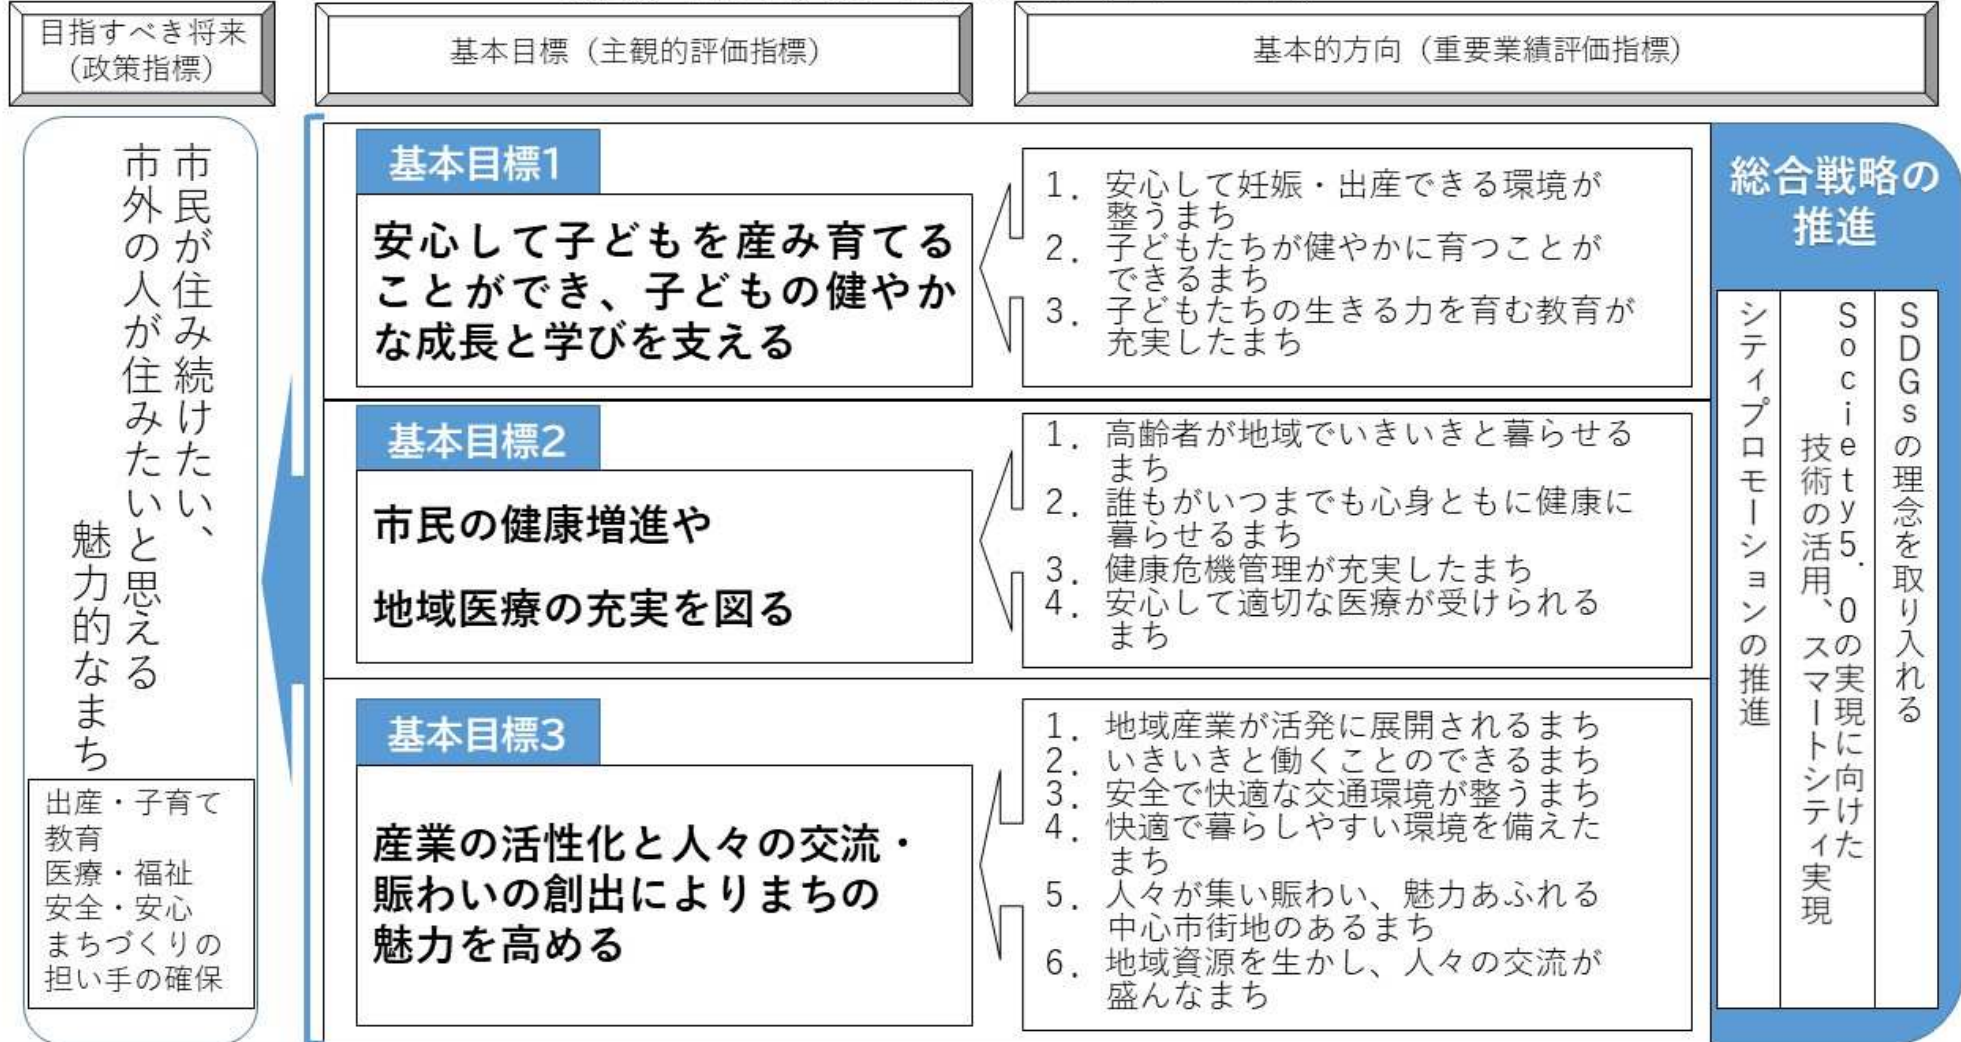 目指すべき将来
（政策指標）
基本目標（主観的評価指標）
基本的方向（重要業績評価指標）
市民が住み続けたい、
市外の人が住みたいと思える
魅力的なまち
出産・子育て
教育
医療・福祉
安全・安心
まちづくりの
担い手の確保
基本目標1
安心して子どもを産み育てる
ことができ、子どもの健やか
な成長と学びを支える
1．安心して妊娠・出産できる環境が
整うまち
2．子どもたちが健やかに育つことが
できるまち
3．子どもたちの生きる力を育む教育が
充実したまち
基本目標2
市民の健康増進や
地域医療の充実を図る
1．高齢者が地域でいきいきと暮らせる
まち
2．誰もがいつまでも心身ともに健康に
暮らせるまち
3．健康危機管理が充実したまち
4．安心して適切な医療が受けられる
まち
基本目標3
産業の活性化と人々の交流・
賑わいの創出によりまちの
魅力を高める
1．地域産業が活発に展開されるまち
2．いきいきと働くことのできるまち
3．安全で快適な交通環境が整うまち
4．快適で暮らしやすい環境を備えた
まち
5．人々が集い賑わい、魅力あふれる
中心市街地のあるまち
6．地域資源を生かし、人々の交流が
盛んなまち
総合戦略の
推進
SDGsの理念を取り入れる
Society5．0の実現に向けた
技術の活用、スマートシティ実現
シティプロモーションの推進